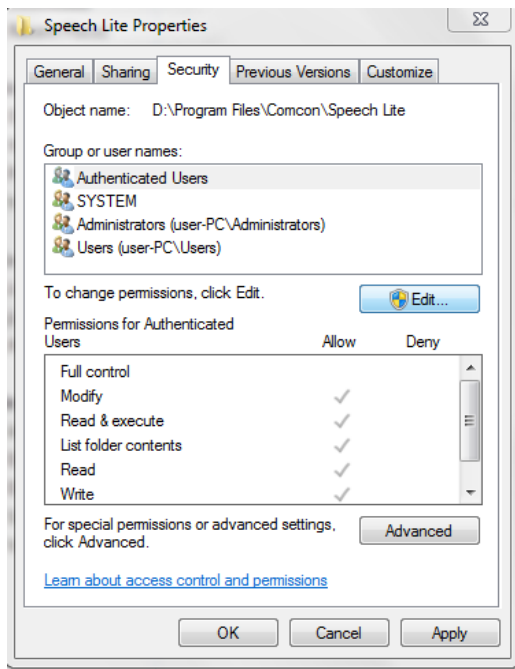 Speech Lite Properties
General Sharing Security Previous Versions Customize
Object name: D:\Program Files\Comcon\Speech Lite
Group or user names:
Authenticated Users
SYSTEM
Administrators (user-PC\Administrators)
Users (user-PC\Users)
To change permissions, click Edit. Edit...
Permissions for Authenticated
Users Allow Deny
Full control
Modify
Read & execute
List folder contents
Read
Write
For special permissions or advanced settings,
click Advanced. Advanced
Learn about access control and permissions
OK Cancel Apply